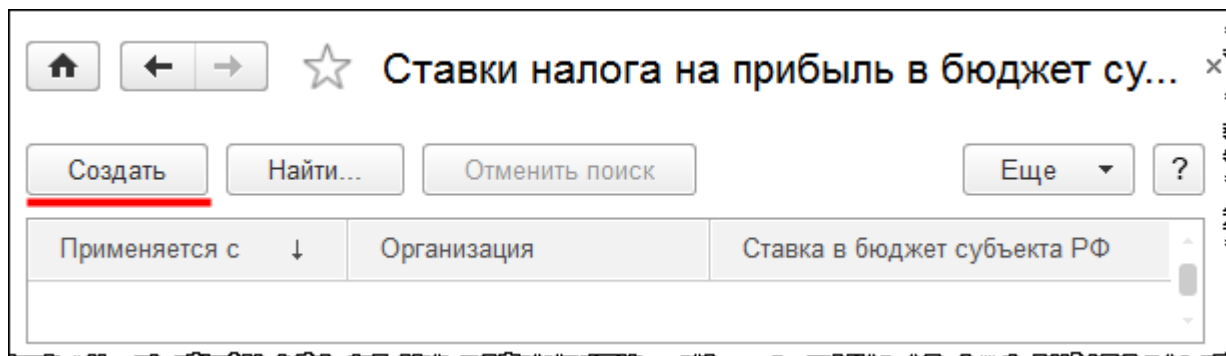 Ставки налога на прибыль в бюджет су...
Создать Найти... Отменить поиск Еще ?
Применяется с ↓ Организация Ставка в бюджет субъекта РФ